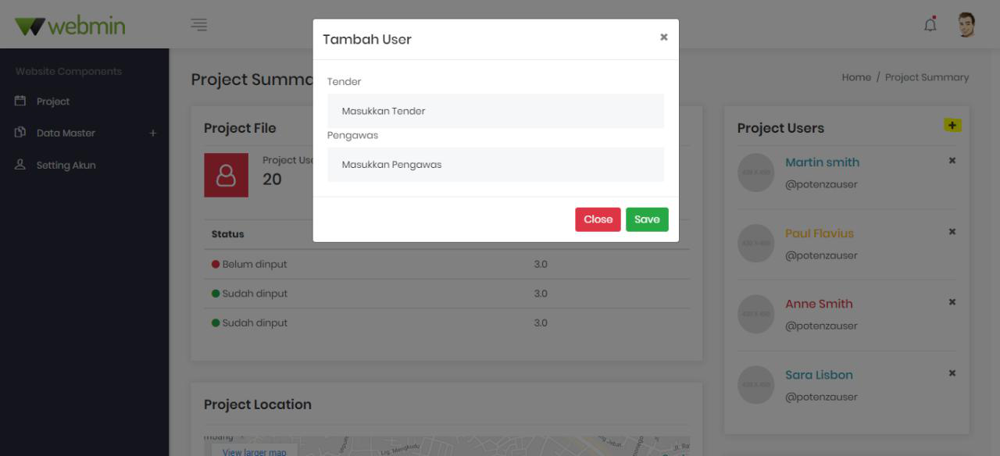 webmin
Tambah User
×
Tender
Masukkan Tender
Pengawas
Masukkan Pengawas
Close
Save
Website Components
Project
Data Master
+
Setting Akun
Project Summa
Home / Project Summary
Project File
Project Use
20
Status
Belum dinput
3.0
Sudah dinput
3.0
Sudah dinput
3.0
Project Location
View larger map
Lrg. Mengkudu
Project Users
+
Martin smith
×
@potenzauser
Paul Flavius
×
@potenzauser
Anne Smith
×
@potenzauser
Sara Lisbon
×
@potenzauser